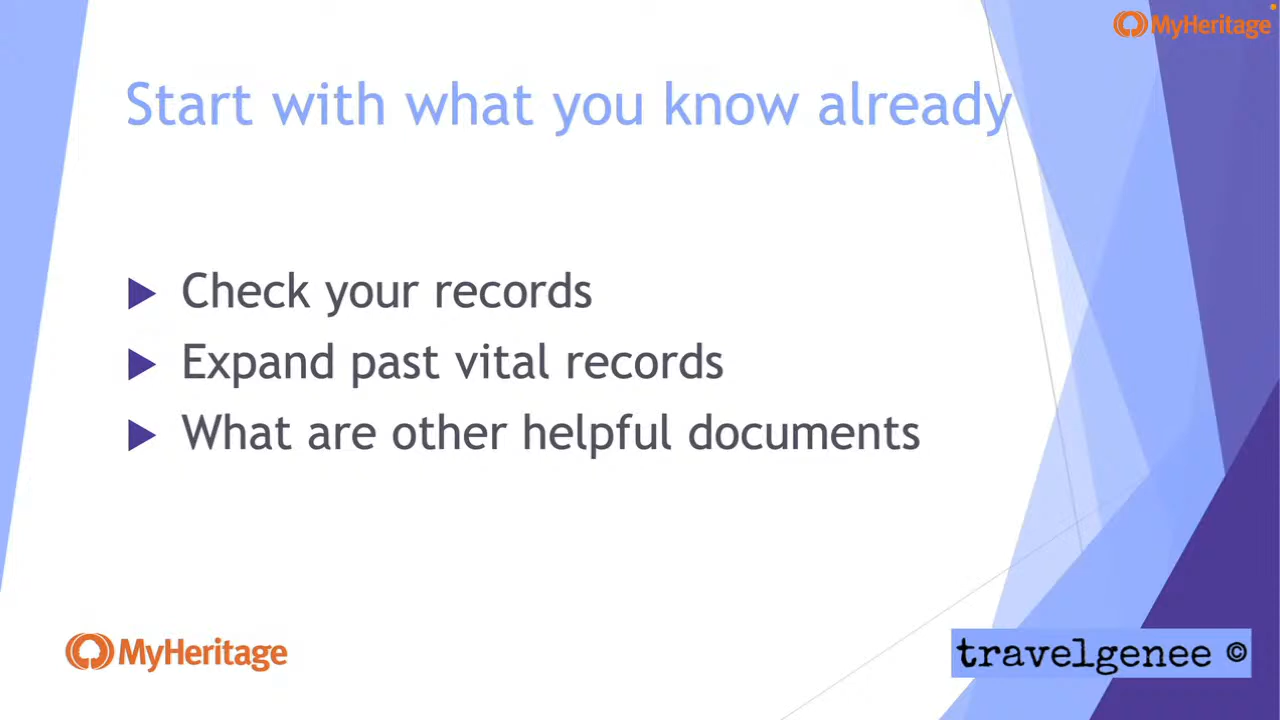 MyHeritage
Start with what you know already
Check your records
Expand past vital records
What are other helpful documents
MyHeritage
travelgenee ©